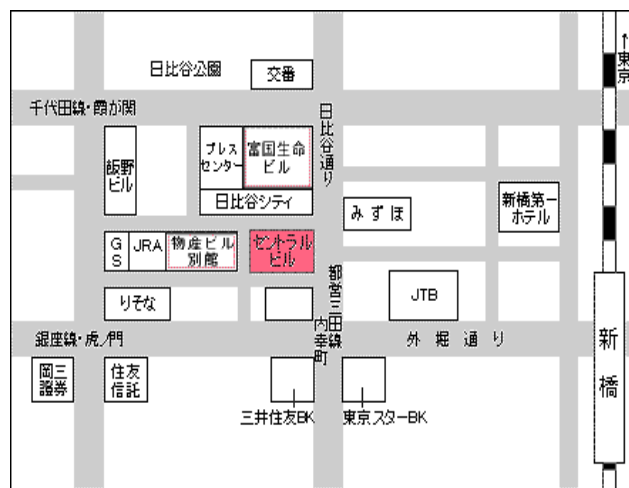 ↑東京
日比谷公園
交番
千代田線・霞が関
日比谷通り
飯野
ビル
プレス
センター
富国生命
ビル
日比谷シティ
みずほ
新橋第一
ホテル
GS
JRA
物産ビル
別館
セントラル
ビル
都営三田線
内幸町
りそな
JTB
銀座線・虎ノ門
外堀通り
新橋
岡三
證券
住友
信託
三井住友BK
東京スターBK